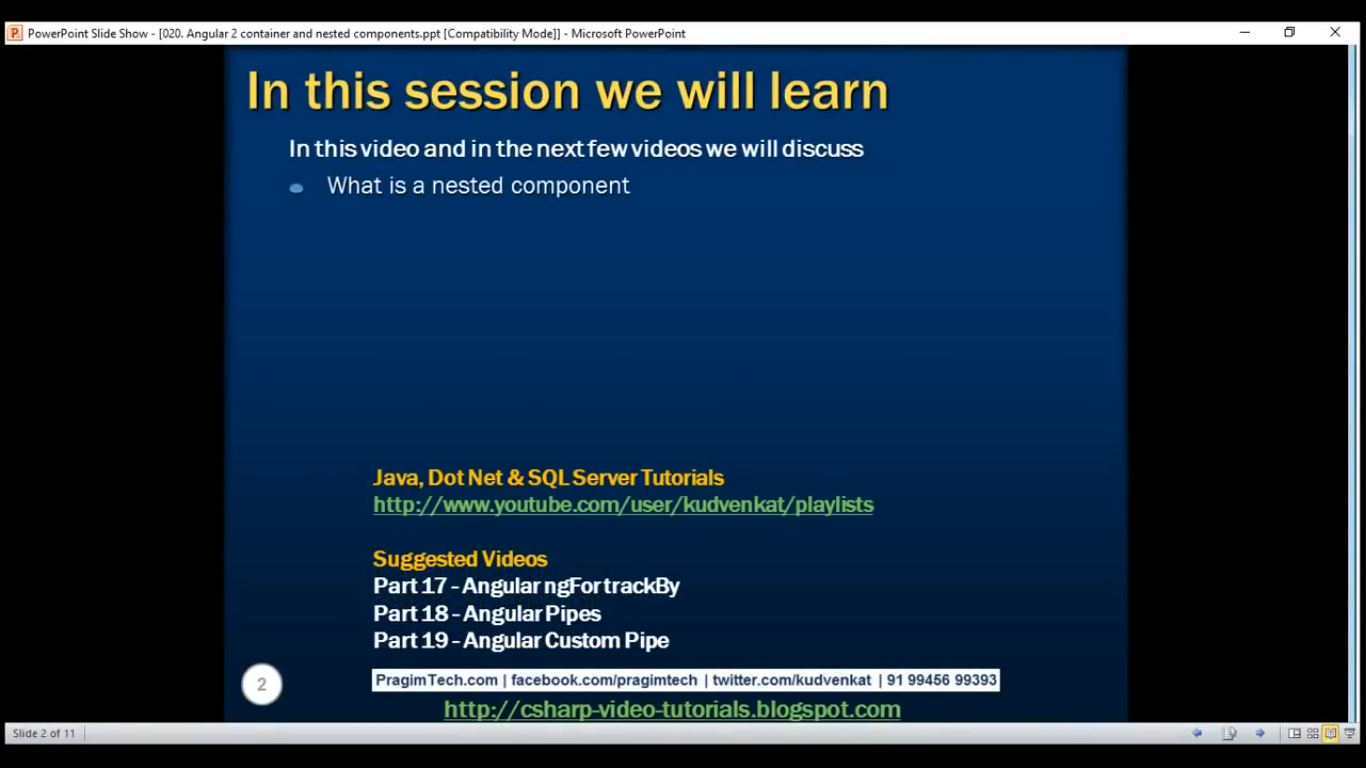 PowerPoint Slide Show - [020. Angular 2 container and nested components.ppt [Compatibility Mode]] - Microsoft PowerPoint
In this session we will learn
In this video and in the next few videos we will discuss
What is a nested component
Java, Dot Net & SQL Server Tutorials
http://www.youtube.com/user/kudvenkat/playlists
Suggested Videos
Part 17 - Angular ngFor trackBy
Part 18 - Angular Pipes
Part 19 - Angular Custom Pipe
2
PragimTech.com | facebook.com/pragimtech | twitter.com/kudvenkat | 91 99456 99393
http://csharp-video-tutorials.blogspot.com
Slide 2 of 11